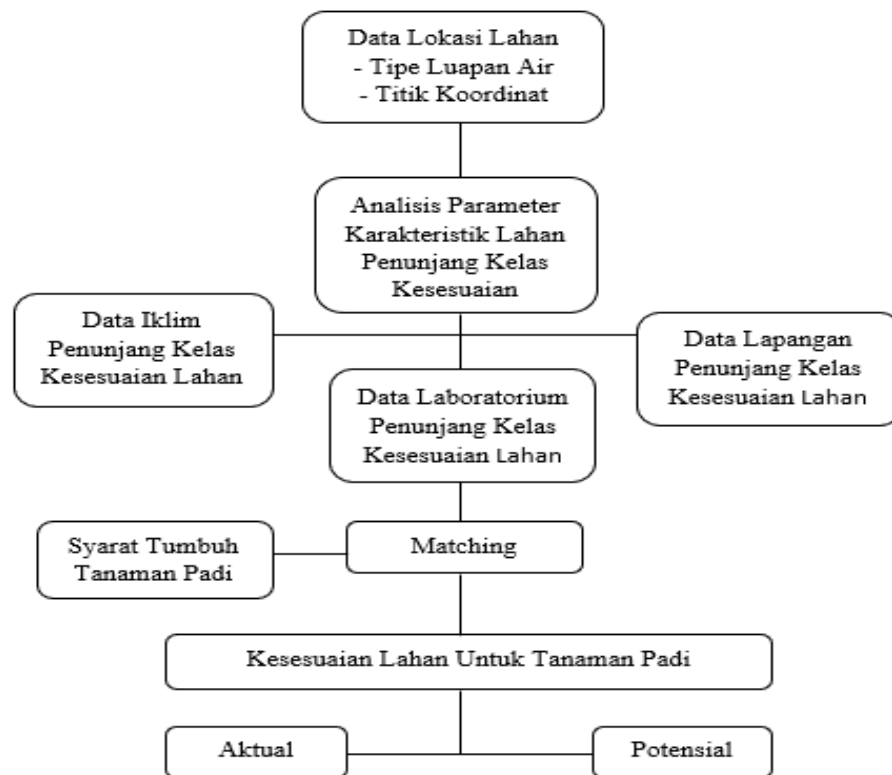 Data Lokasi Lahan
- Tipe Luapan Air
- Titik Koordinat
Analisis Parameter
Karakteristik Lahan
Penunjang Kelas
Kesesuaian
Data Iklim
Penunjang Kelas
Kesesuaian Lahan
Data Laboratorium
Penunjang Kelas
Kesesuaian Lahan
Data Lapangan
Penunjang Kelas
Kesesuaian Lahan
Syarat Tumbuh
Tanaman Padi
Matching
Kesesuaian Lahan Untuk Tanaman Padi
Aktual
Potensial